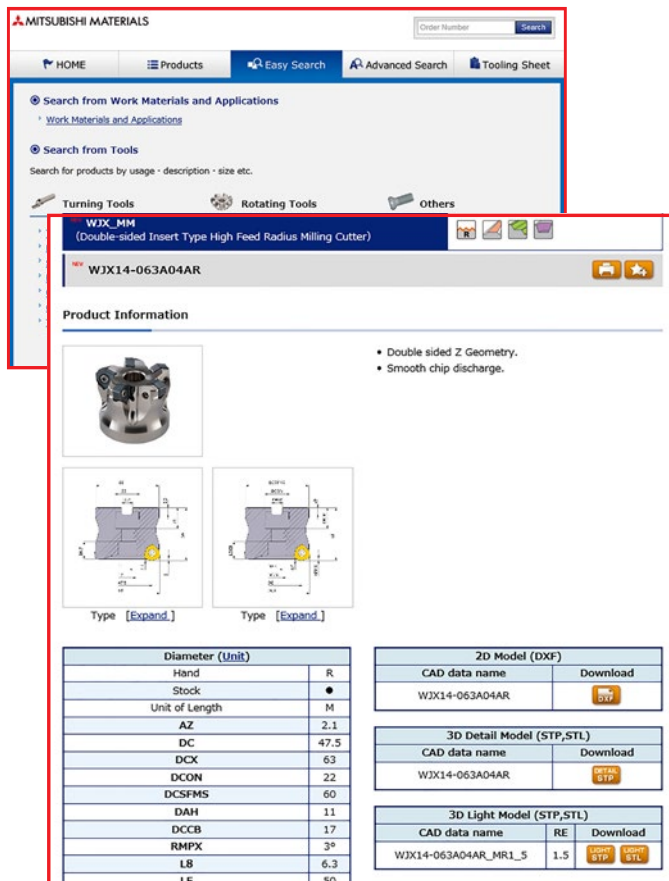 MITSUBISHI MATERIALS
Order Number
Search
HOME
Products
Easy Search
Advanced Search
Tooling Sheet
Search from Work Materials and Applications
Work Materials and Applications
Search from Tools
Search for products by usage・description・size etc.
Turning Tools
Rotating Tools
Others
NEW WJX_MM
(Double-sided Insert Type High Feed Radius Milling Cutter)
R
NEW WJX14-063A04AR
Product Information
• Double sided Z Geometry.
• Smooth chip discharge.
Type [Expand ]
Type [Expand ]
Diameter (Unit)
Hand R
Stock ●
Unit of Length M
AZ 2.1
DC 47.5
DCX 63
DCON 22
DCSFMS 60
DAH 11
DCCB 17
RMPX 3°
L8 6.3
LF 50
2D Model (DXF)
CAD data name Download
WJX14-063A04AR DXF
3D Detail Model (STP,STL)
CAD data name Download
WJX14-063A04AR DETAIL STP
3D Light Model (STP,STL)
CAD data name RE Download
WJX14-063A04AR_MR1_5 1.5 LIGHT STP LIGHT STL